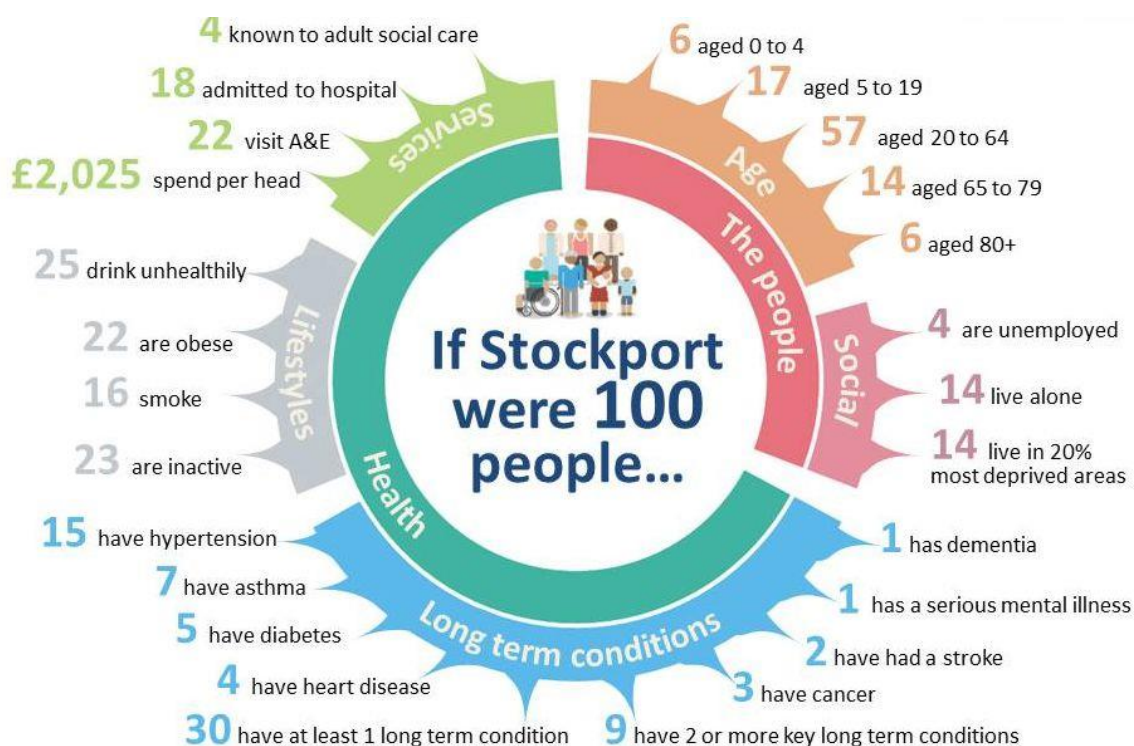 If Stockport
were 100
people...
The people
Age
6 aged 0 to 4
17 aged 5 to 19
57 aged 20 to 64
14 aged 65 to 79
6 aged 80+
Social
4 are unemployed
14 live alone
14 live in 20%
most deprived areas
Health
Long term conditions
1 has dementia
1 has a serious mental illness
2 have had a stroke
3 have cancer
9 have 2 or more key long term conditions
30 have at least 1 long term condition
4 have heart disease
5 have diabetes
7 have asthma
15 have hypertension
Lifestyles
23 are inactive
16 smoke
22 are obese
25 drink unhealthily
Services
£2,025 spend per head
22 visit A&E
18 admitted to hospital
4 known to adult social care